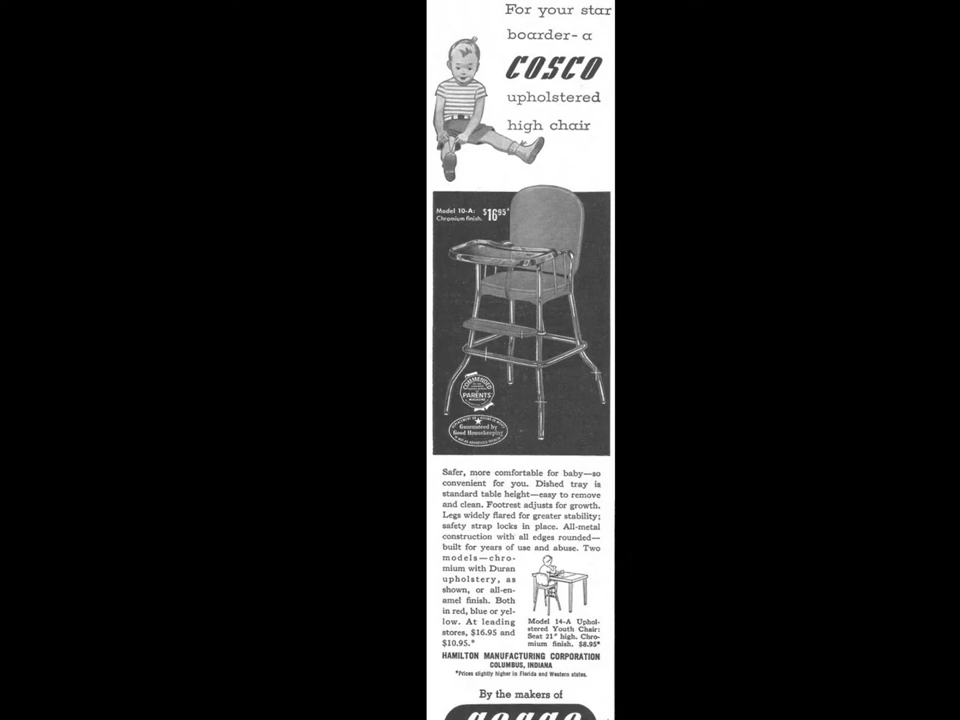 For your star
boarder- a
COSCO
upholstered
high chair
Model 10-A: $16.95*
Chromium finish.
COMMENDED
PARENTS'
MAGAZINE
Guaranteed by
Good Housekeeping
Safer, more comfortable for baby—so
convenient for you. Dished tray is
standard table height—easy to remove
and clean. Footrest adjusts for growth.
Legs widely flared for greater stability;
safety strap locks in place. All-metal
construction with all edges rounded—
built for years of use and abuse. Two
models—chro-
mium with Duran
upholstery, as
shown, or all-en-
amel finish. Both
in red, blue or yel-
low. At leading
stores, $16.95 and
$10.95.*
Model 14-A Uphol-
stered Youth Chair:
Seat 21" high. Chro-
mium finish. $8.95*
HAMILTON MANUFACTURING CORPORATION
COLUMBUS, INDIANA
*Prices slightly higher in Florida and Western states.
By the makers of